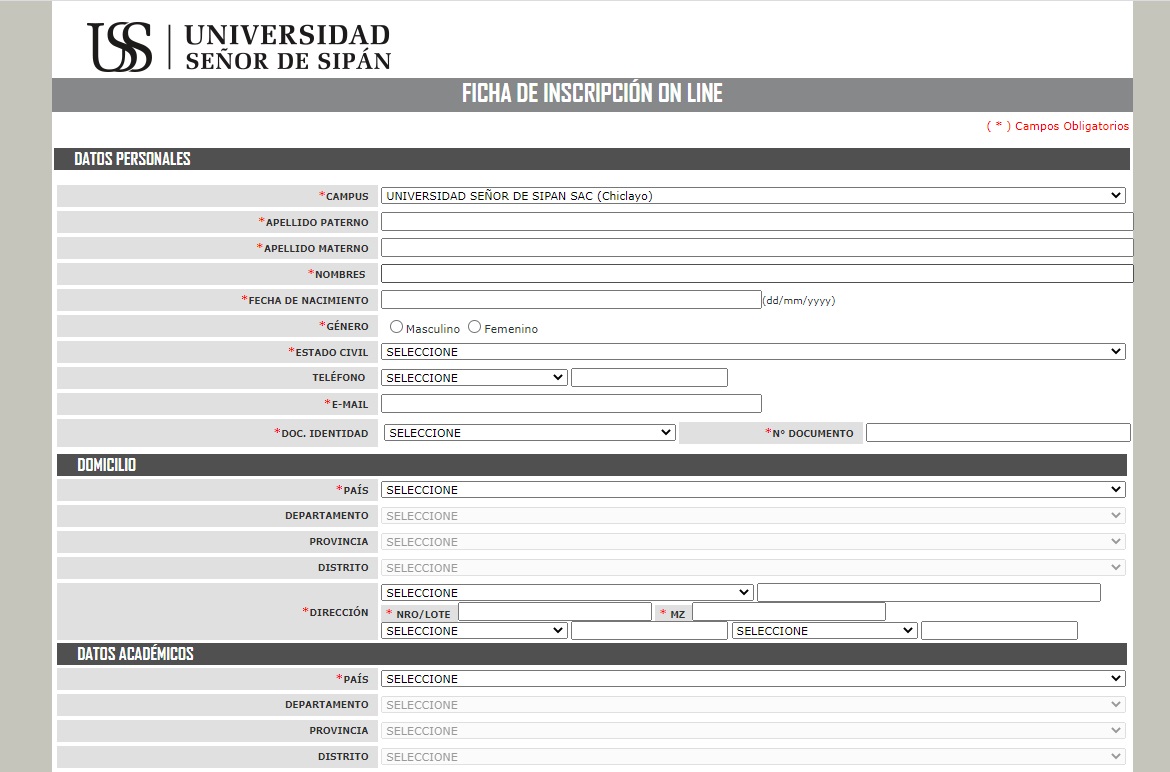 USS UNIVERSIDAD
SEÑOR DE SIPÁN
FICHA DE INSCRIPCIÓN ON LINE
( * ) Campos Obligatorios
DATOS PERSONALES
*CAMPUS UNIVERSIDAD SEÑOR DE SIPAN SAC (Chiclayo)
*APELLIDO PATERNO
*APELLIDO MATERNO
*NOMBRES
*FECHA DE NACIMIENTO (dd/mm/yyyy)
*GÉNERO Masculino Femenino
*ESTADO CIVIL SELECCIONE
TELÉFONO SELECCIONE
*E-MAIL
*DOC. IDENTIDAD SELECCIONE *Nº DOCUMENTO
DOMICILIO
*PAÍS SELECCIONE
DEPARTAMENTO SELECCIONE
PROVINCIA SELECCIONE
DISTRITO SELECCIONE
*DIRECCIÓN SELECCIONE
* NRO/LOTE * MZ
SELECCIONE SELECCIONE
DATOS ACADÉMICOS
*PAÍS SELECCIONE
DEPARTAMENTO SELECCIONE
PROVINCIA SELECCIONE
DISTRITO SELECCIONE